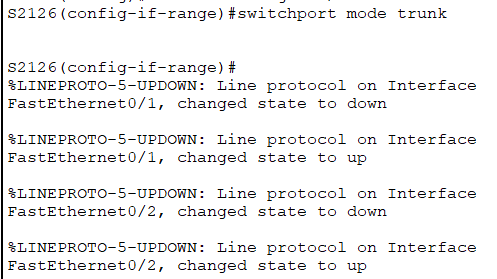 S2126(config-if-range)#switchport mode trunk
S2126(config-if-range)#
%LINEPROTO-5-UPDOWN: Line protocol on Interface
FastEthernet0/1, changed state to down
%LINEPROTO-5-UPDOWN: Line protocol on Interface
FastEthernet0/1, changed state to up
%LINEPROTO-5-UPDOWN: Line protocol on Interface
FastEthernet0/2, changed state to down
%LINEPROTO-5-UPDOWN: Line protocol on Interface
FastEthernet0/2, changed state to up